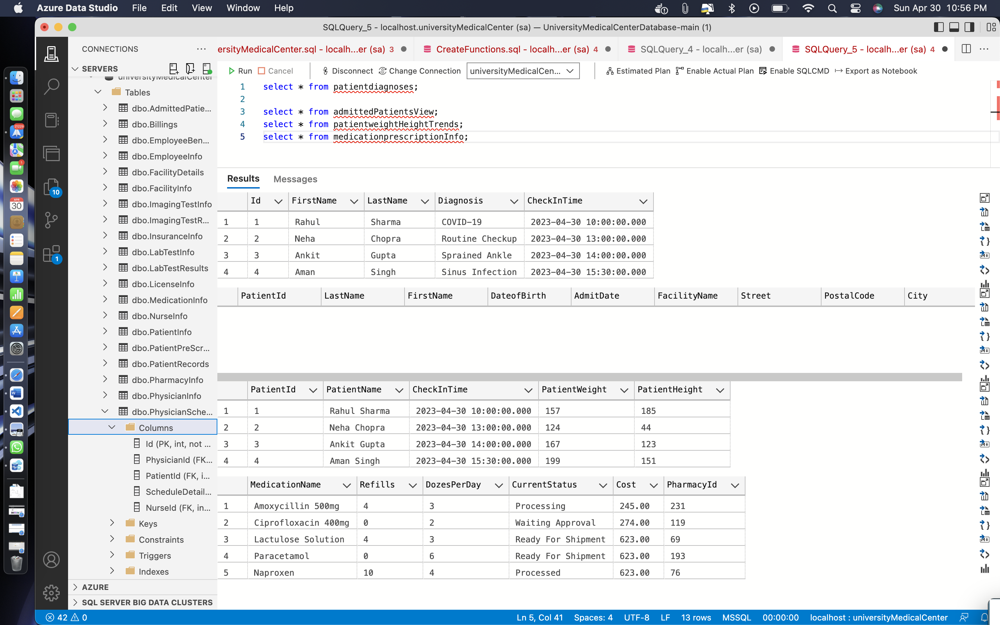 Azure Data Studio File Edit View Window Help Sun Apr 30 10:56 PM
SQLQuery_5 - localhost.universityMedicalCenter (sa) — UniversityMedicalCenterDatabase-main (1)
CONNECTIONS ···
ersityMedicalCenter.sql - localh...er (sa) 3
CreateFunctions.sql - localh...er (sa) 4
SQLQuery_4 - localh...er (sa)
SQLQuery_5 - localh...er (sa) 4
SERVERS
Run Cancel Disconnect Change Connection universityMedicalCen... Estimated Plan Enable Actual Plan Enable SQLCMD Export as Notebook
universityMedicalCenter
Tables
dbo.AdmittedPatie...
dbo.Billings
dbo.EmployeeBen...
dbo.EmployeeInfo
dbo.FacilityDetails
dbo.FacilityInfo
dbo.ImagingTestInfo
dbo.ImagingTestR...
dbo.InsuranceInfo
dbo.LabTestInfo
dbo.LabTestResults
dbo.LicenseInfo
dbo.MedicationInfo
dbo.NurseInfo
dbo.PatientInfo
dbo.PatientPreScr...
dbo.PatientRecords
dbo.PharmacyInfo
dbo.PhysicianInfo
dbo.PhysicianSche...
Columns
Id (PK, int, not ...
PhysicianId (FK...
PatientId (FK, i...
ScheduleDetail...
NurseId (FK, in...
Keys
Constraints
Triggers
Indexes
AZURE
SQL SERVER BIG DATA CLUSTERS
21229
1
APR
30
10
1
1 select * from patientdiagnoses;
2
3 select * from admittedPatientsView;
4 select * from patientweightHeightTrends;
5 select * from medicationprescriptionInfo;
Results Messages
Id FirstName LastName Diagnosis CheckInTime
1 1 Rahul Sharma COVID-19 2023-04-30 10:00:00.000
2 2 Neha Chopra Routine Checkup 2023-04-30 13:00:00.000
3 3 Ankit Gupta Sprained Ankle 2023-04-30 14:00:00.000
4 4 Aman Singh Sinus Infection 2023-04-30 15:30:00.000
PatientId LastName FirstName DateofBirth AdmitDate FacilityName Street PostalCode City
PatientId PatientName CheckInTime PatientWeight PatientHeight
1 1 Rahul Sharma 2023-04-30 10:00:00.000 157 185
2 2 Neha Chopra 2023-04-30 13:00:00.000 124 44
3 3 Ankit Gupta 2023-04-30 14:00:00.000 167 123
4 4 Aman Singh 2023-04-30 15:30:00.000 199 151
MedicationName Refills DozesPerDay CurrentStatus Cost PharmacyId
1 Amoxycillin 500mg 4 3 Processing 245.00 231
2 Ciprofloxacin 400mg 0 2 Waiting Approval 274.00 119
3 Lactulose Solution 4 3 Ready For Shipment 623.00 69
4 Paracetamol 0 6 Ready For Shipment 623.00 193
5 Naproxen 10 4 Processed 623.00 76
42 0 Ln 5, Col 41 Spaces: 4 UTF-8 LF 13 rows MSSQL 00:00:00 localhost : universityMedicalCenter